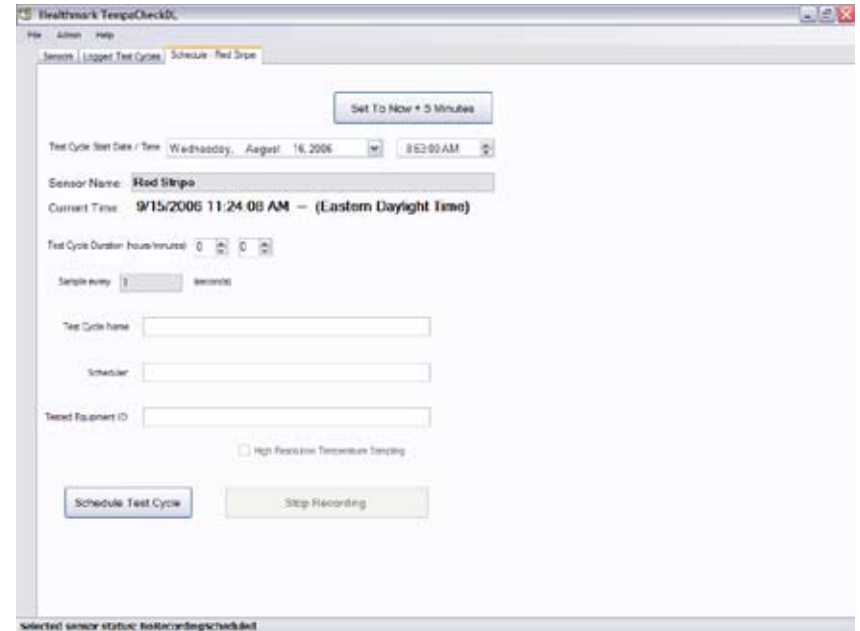 Healthmark TempaCheckDL
File Admin Help
Sensors Logged Test Cycles Schedule - Red Stripe
Set To Now + 5 Minutes
Test Cycle Start Date / Time Wednesday, August 16, 2006 8:53:00 AM
Sensor Name: Red Stripe
Current Time: 9/15/2006 11:24:08 AM -- (Eastern Daylight Time)
Test Cycle Duration (hours/minutes) 0 0
Sample every 1 second(s)
Test Cycle Name
Scheduler
Tested Equipment ID
High Resolution Temperature Sampling
Schedule Test Cycle Stop Recording
Selected sensor status: NoRecordingScheduled